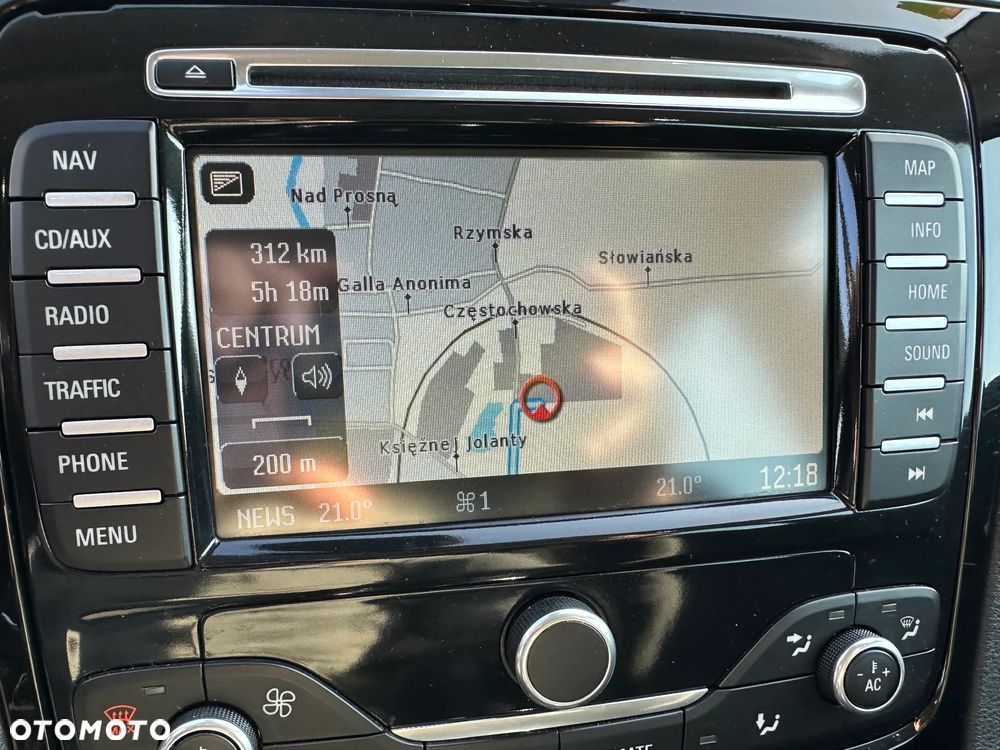 NAV
CD/AUX
RADIO
TRAFFIC
PHONE
MENU
Nad Prosną
Rzymska
Słowiańska
312 km
5h 18m
Galla Anonima
Częstochowska
CENTRUM
Księżnej Jolanty
200 m
NEWS 21.0° 1 21.0° 12:18
MAP
INFO
HOME
SOUND
- + AC
MAX
OTOMOTO